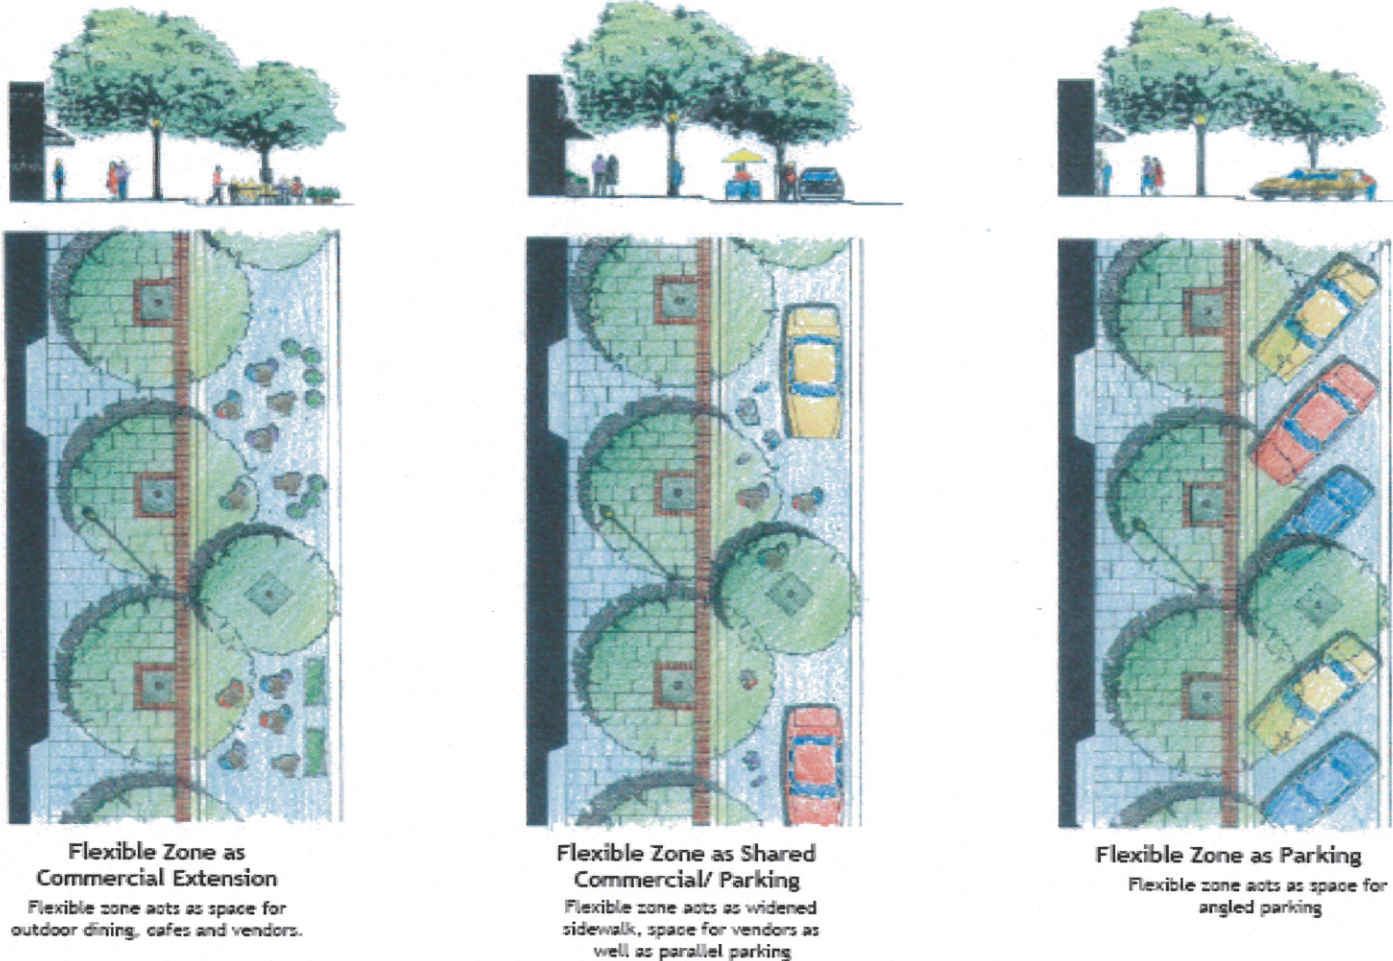 Flexible Zone as
Commercial Extension
Flexible zone acts as space for
outdoor dining, cafes and vendors.
Flexible Zone as Shared
Commercial/ Parking
Flexible zone acts as widened
sidewalk, space for vendors as
well as parallel parking
Flexible Zone as Parking
Flexible zone acts as space for
angled parking